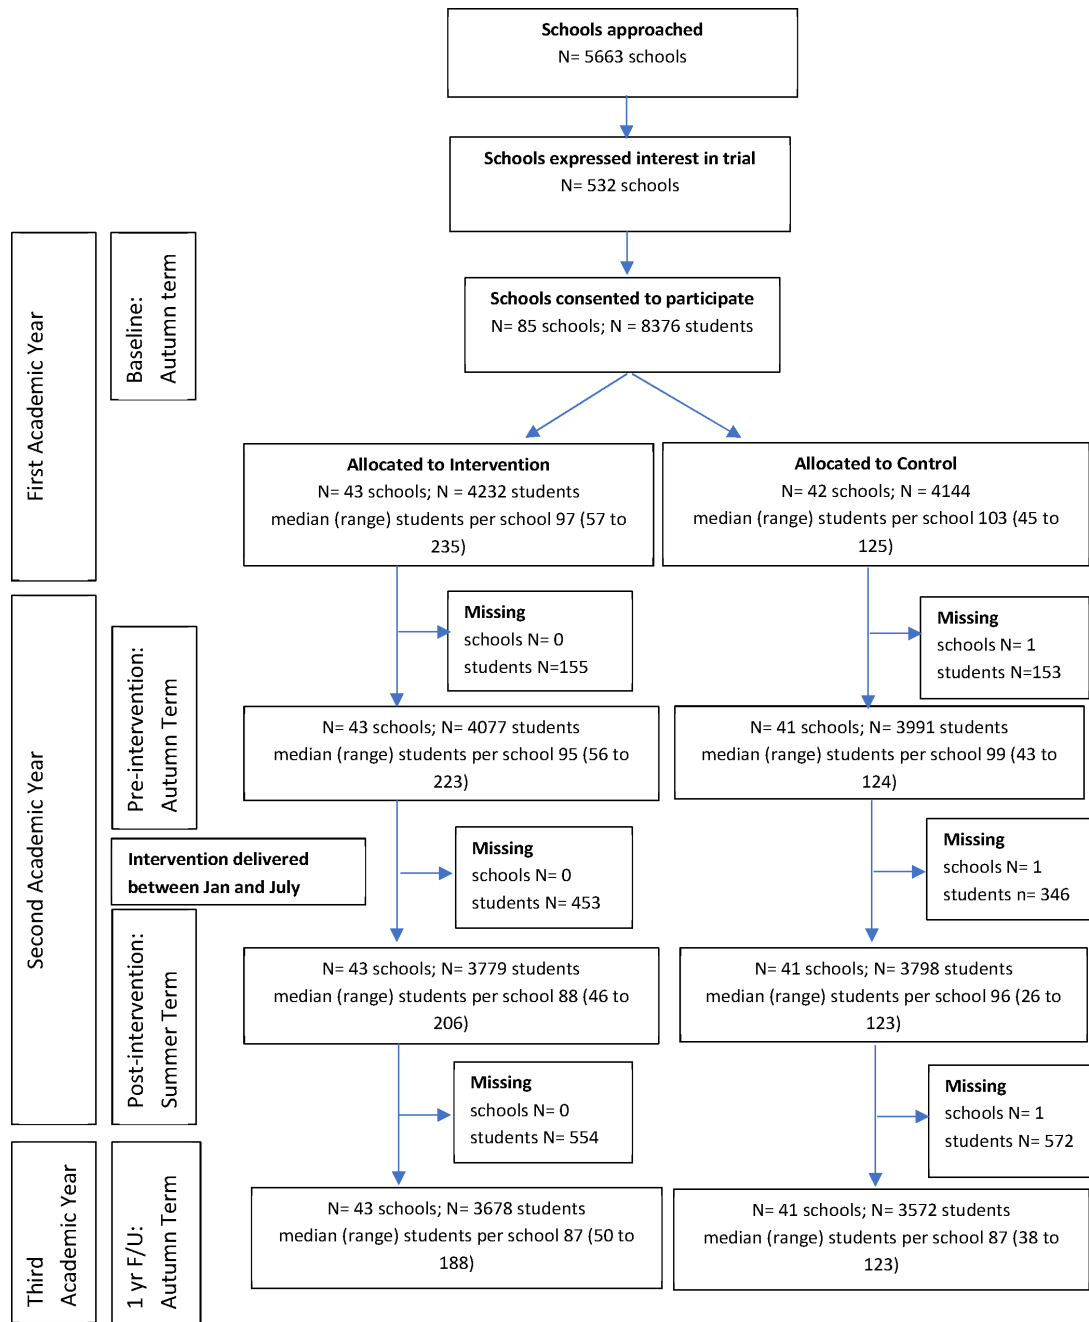 Schools approached
N= 5663 schools
Schools expressed interest in trial
N= 532 schools
First Academic Year
Baseline:
Autumn term
Schools consented to participate
N= 85 schools; N = 8376 students
Allocated to Intervention
N= 43 schools; N = 4232 students
median (range) students per school 97 (57 to
235)
Allocated to Control
N= 42 schools; N = 4144
median (range) students per school 103 (45 to
125)
Second Academic Year
Missing
schools N= 0
students N=155
Missing
schools N= 1
students N=153
Pre-intervention:
Autumn Term
N= 43 schools; N= 4077 students
median (range) students per school 95 (56 to
223)
N= 41 schools; N= 3991 students
median (range) students per school 99 (43 to
124)
Intervention delivered
between Jan and July
Missing
schools N= 0
students N= 453
Missing
schools N= 1
students n= 346
Post-intervention:
Summer Term
N= 43 schools; N= 3779 students
median (range) students per school 88 (46 to
206)
N= 41 schools; N= 3798 students
median (range) students per school 96 (26 to
123)
Missing
schools N= 0
students N= 554
Missing
schools N= 1
students N= 572
Third
Academic Year
1 yr F/U:
Autumn Term
N= 43 schools; N= 3678 students
median (range) students per school 87 (50 to
188)
N= 41 schools; N= 3572 students
median (range) students per school 87 (38 to
123)